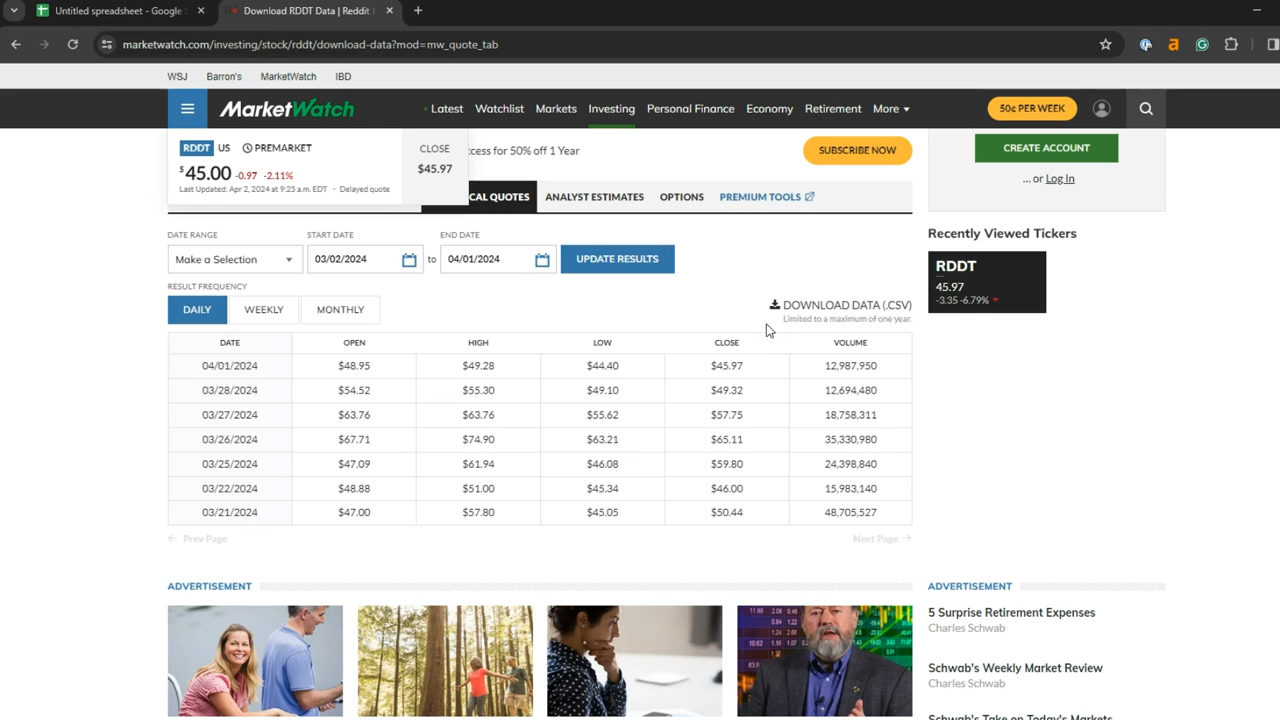 Untitled spreadsheet - Google
Download RDDT Data | Reddit
marketwatch.com/investing/stock/rddt/download-data?mod=mw_quote_tab
WSJ Barron's MarketWatch IBD
MarketWatch Latest Watchlist Markets Investing Personal Finance Economy Retirement More 50¢ PER WEEK
RDDT US PREMARKET
$45.00 -0.97 -2.11%
Last Updated: Apr 2, 2024 at 9:25 a.m. EDT • Delayed quote
CLOSE
$45.97
ccess for 50% off 1 Year
SUBSCRIBE NOW
CREATE ACCOUNT
... or Log In
CAL QUOTES ANALYST ESTIMATES OPTIONS PREMIUM TOOLS
DATE RANGE START DATE END DATE
Make a Selection 03/02/2024 to 04/01/2024 UPDATE RESULTS
RESULT FREQUENCY
DAILY WEEKLY MONTHLY
DOWNLOAD DATA (.CSV)
Limited to a maximum of one year.
DATE OPEN HIGH LOW CLOSE VOLUME
04/01/2024 $48.95 $49.28 $44.40 $45.97 12,987,950
03/28/2024 $54.52 $55.30 $49.10 $49.32 12,694,480
03/27/2024 $63.76 $63.76 $55.62 $57.75 18,758,311
03/26/2024 $67.71 $74.90 $63.21 $65.11 35,330,980
03/25/2024 $47.09 $61.94 $46.08 $59.80 24,398,840
03/22/2024 $48.88 $51.00 $45.34 $46.00 15,983,140
03/21/2024 $47.00 $57.80 $45.05 $50.44 48,705,527
Prev Page Next Page
Recently Viewed Tickers
RDDT
45.97
-3.35 -6.79%
ADVERTISEMENT
ADVERTISEMENT
5 Surprise Retirement Expenses
Charles Schwab
Schwab's Weekly Market Review
Charles Schwab
Schwab's Take on Today's Markets